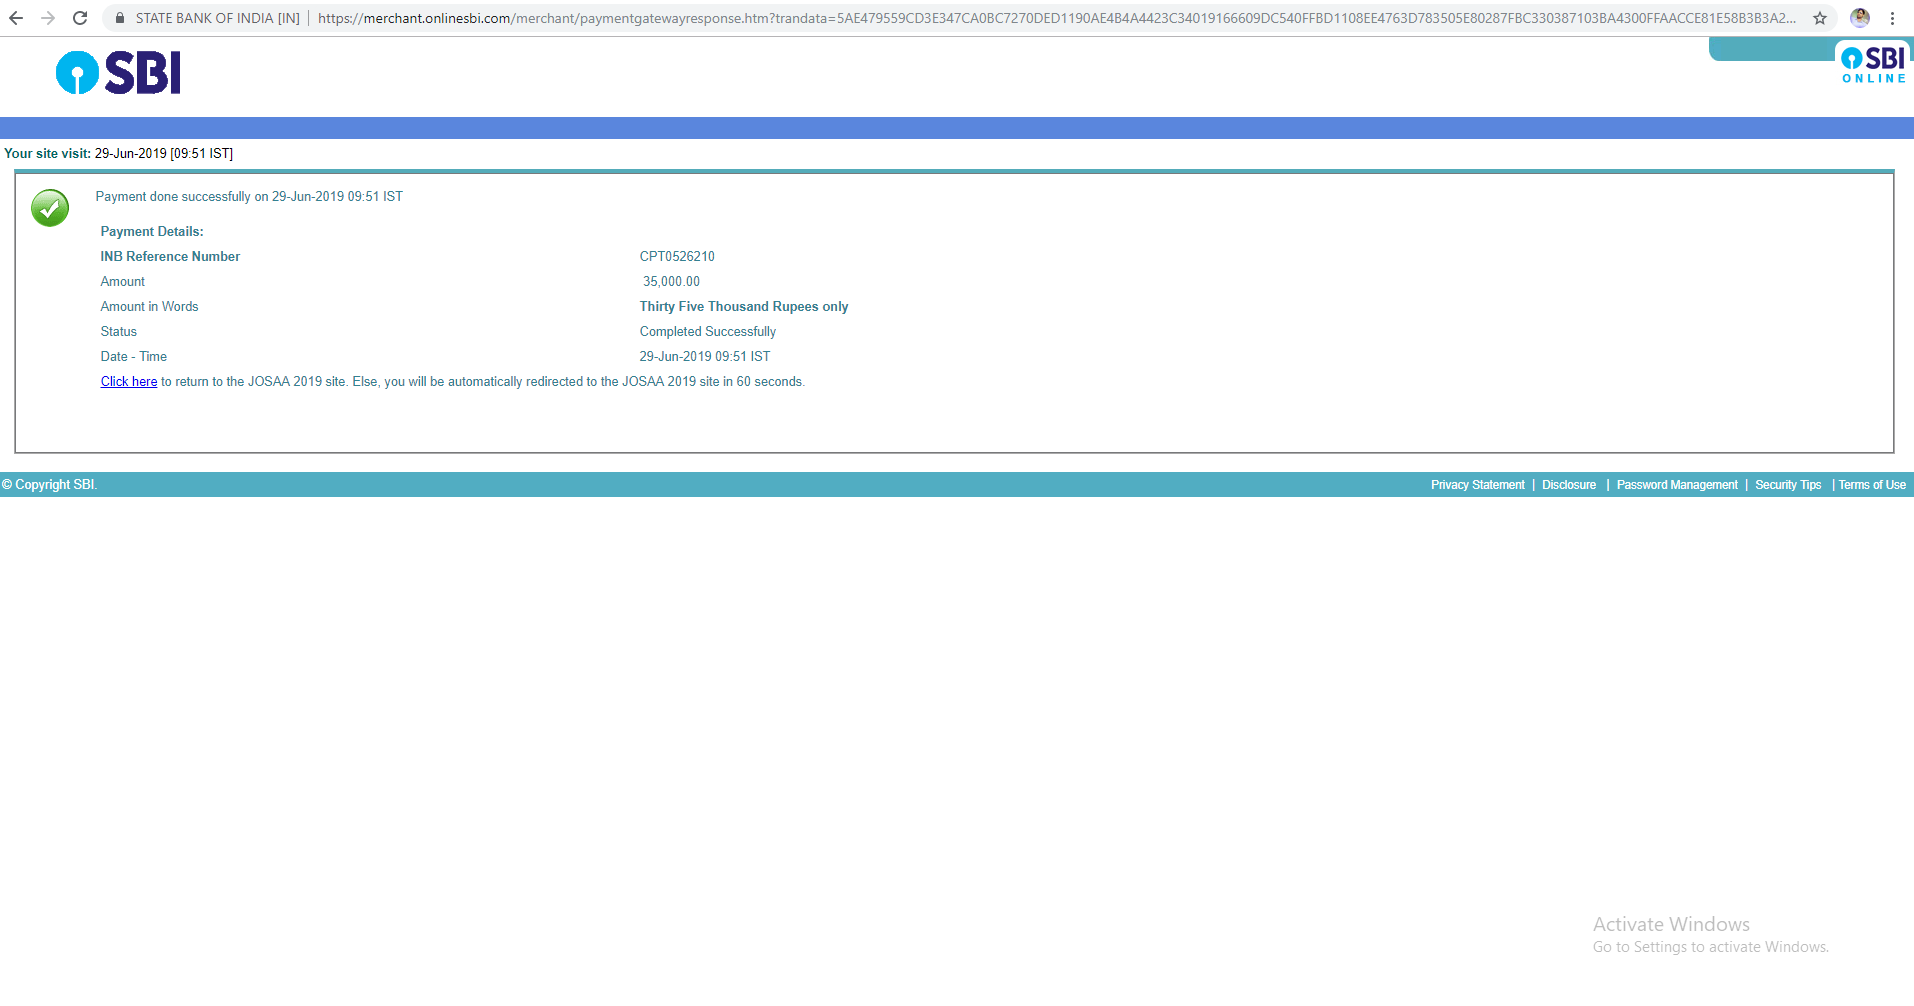 STATE BANK OF INDIA [IN] | https://merchant.onlinesbi.com/merchant/paymentgatewayresponse.htm?trandata=5AE479559CD3E347CA0BC7270DED1190AE4B4A4423C34019166609DC540FFBD1108EE4763D783505E80287FBC330387103BA4300FFAACCE81E58B3B3A2...
SBI
SBI
ONLINE
Your site visit: 29-Jun-2019 [09:51 IST]
Payment done successfully on 29-Jun-2019 09:51 IST
Payment Details:
INB Reference Number CPT0526210
Amount 35,000.00
Amount in Words Thirty Five Thousand Rupees only
Status Completed Successfully
Date - Time 29-Jun-2019 09:51 IST
Click here to return to the JOSAA 2019 site. Else, you will be automatically redirected to the JOSAA 2019 site in 60 seconds.
© Copyright SBI. Privacy Statement | Disclosure | Password Management | Security Tips | Terms of Use
Activate Windows
Go to Settings to activate Windows.